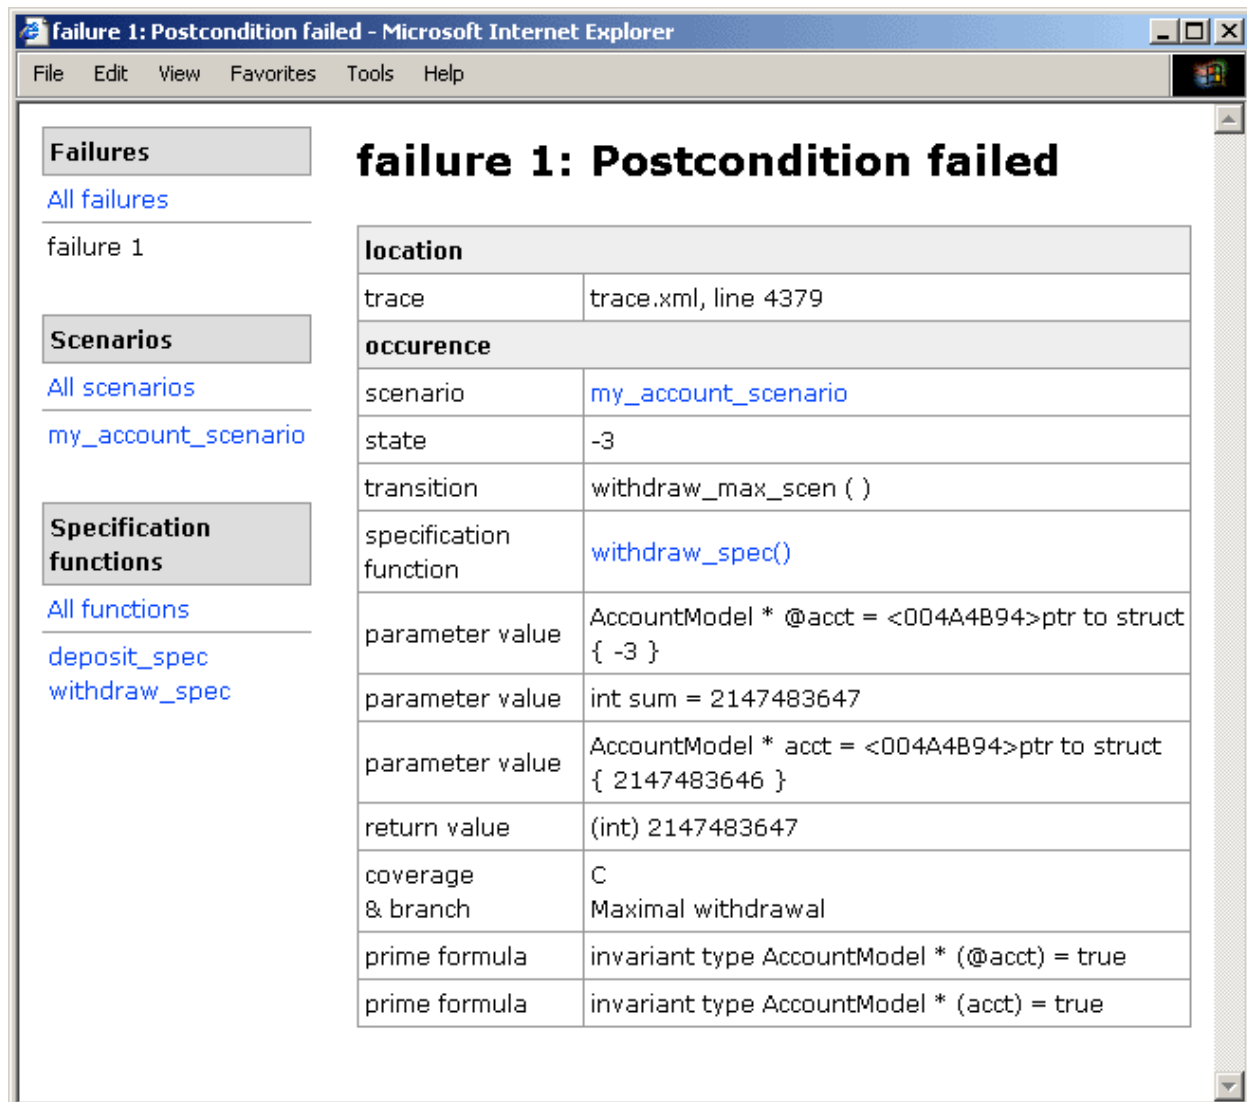 failure 1: Postcondition failed - Microsoft Internet Explorer
File Edit View Favorites Tools Help
Failures
All failures
failure 1
Scenarios
All scenarios
my_account_scenario
Specification
functions
All functions
deposit_spec
withdraw_spec
failure 1: Postcondition failed
location
trace trace.xml, line 4379
occurence
scenario my_account_scenario
state -3
transition withdraw_max_scen ( )
specification
function withdraw_spec()
parameter value AccountModel * @acct = <004A4B94>ptr to struct
{ -3 }
parameter value int sum = 2147483647
parameter value AccountModel * acct = <004A4B94>ptr to struct
{ 2147483646 }
return value (int) 2147483647
coverage C
& branch Maximal withdrawal
prime formula invariant type AccountModel * (@acct) = true
prime formula invariant type AccountModel * (acct) = true